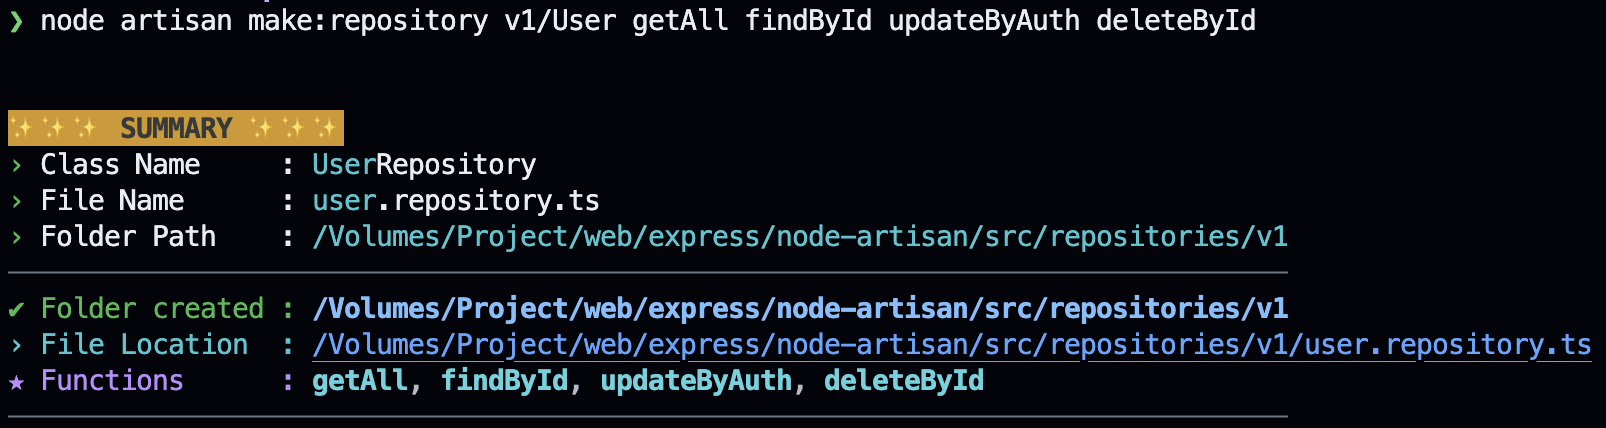 ❯ node artisan make:repository v1/User getAll findById updateByAuth deleteById
✨✨✨ SUMMARY ✨✨✨
› Class Name : UserRepository
› File Name : user.repository.ts
› Folder Path : /Volumes/Project/web/express/node-artisan/src/repositories/v1
✔ Folder created : /Volumes/Project/web/express/node-artisan/src/repositories/v1
› File Location : /Volumes/Project/web/express/node-artisan/src/repositories/v1/user.repository.ts
★ Functions : getAll, findById, updateByAuth, deleteById